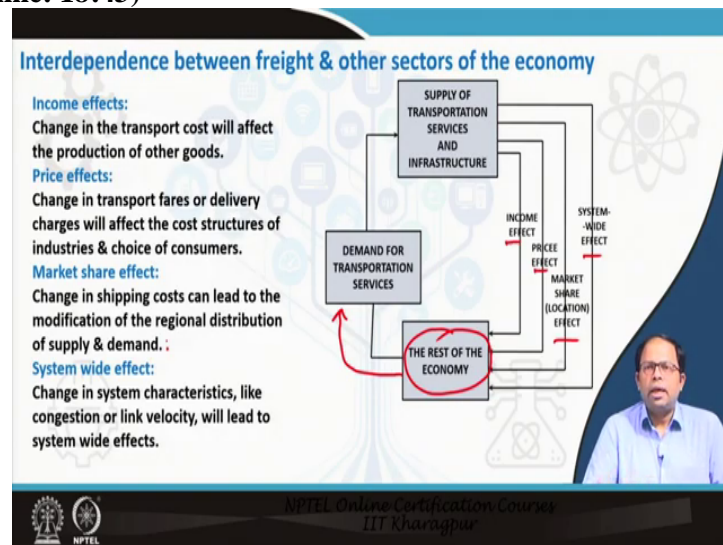 Interdependence between freight & other sectors of the economy
Income effects:
Change in the transport cost will affect
the production of other goods.
Price effects:
Change in transport fares or delivery
charges will affect the cost structures of
industries & choice of consumers.
Market share effect:
Change in shipping costs can lead to the
modification of the regional distribution
of supply & demand.
System wide effect:
Change in system characteristics, like
congestion or link velocity, will lead to
system wide effects.
SUPPLY OF
TRANSPORTATION
SERVICES
AND
INFRASTRUCTURE
DEMAND FOR
TRANSPORTATION
SERVICES
THE REST OF THE
ECONOMY
INCOME
EFFECT
PRICEE
EFFECT
MARKET
SHARE
(LOCATION)
EFFECT
SYSTEM-
-WIDE
EFFECT
NPTEL
NPTEL Online Certification Courses
IIT Kharagpur